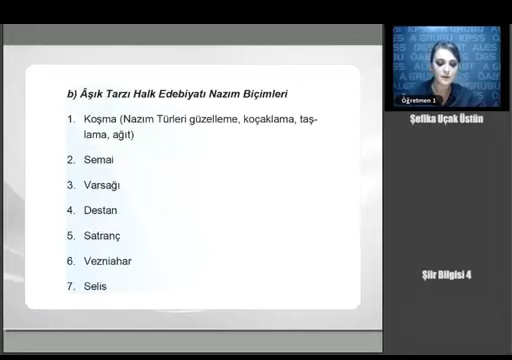 b) Âşık Tarzı Halk Edebiyatı Nazım Biçimleri
1. Koşma (Nazım Türleri güzelleme, koçaklama, taş-
lama, ağıt)
2. Semai
3. Varsağı
4. Destan
5. Satranç
6. Vezniahar
7. Selis
Öğretmen 1
Şefika Uçak Üstün
Şiir Bilgisi 4